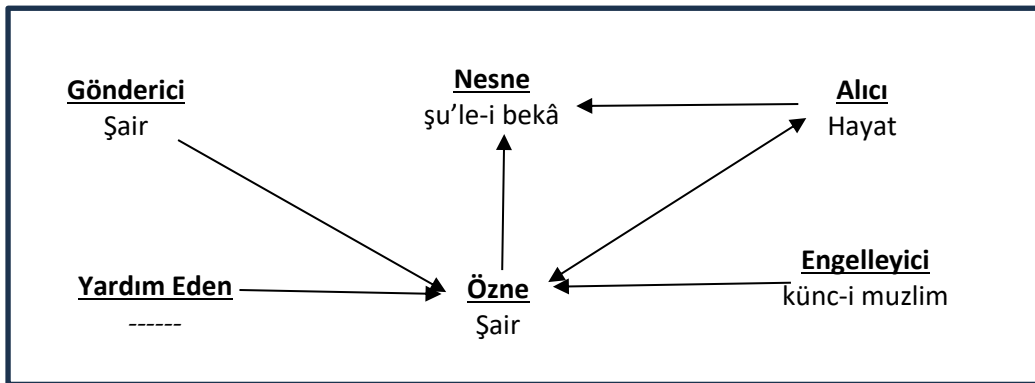 Gönderici
Şair
Nesne
şu’le-i bekâ
Alıcı
Hayat
Yardım Eden
------
Özne
Şair
Engelleyici
künc-i muzlim